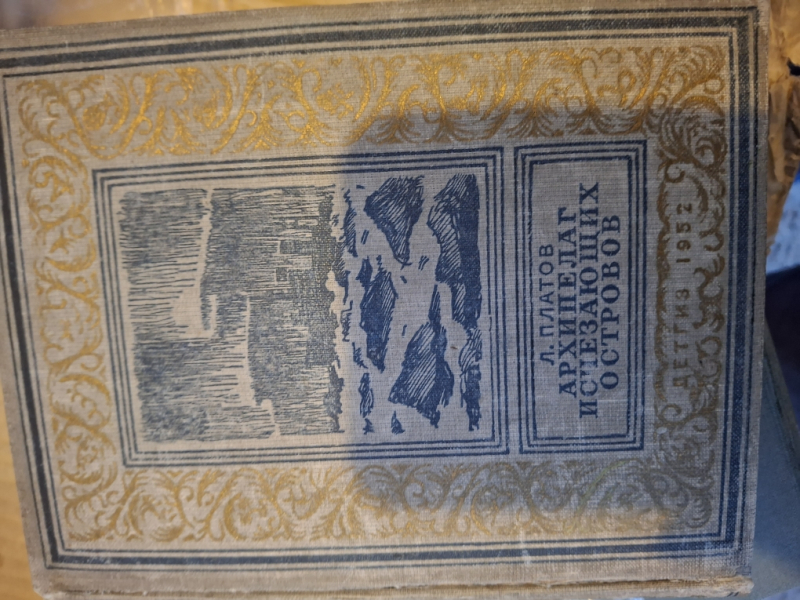 Л. ПЛАТОВ
АРХИПЕЛАГ
ИСЧЕЗАЮЩИХ
ОСТРОВОВ
ДЕТГИЗ 1952